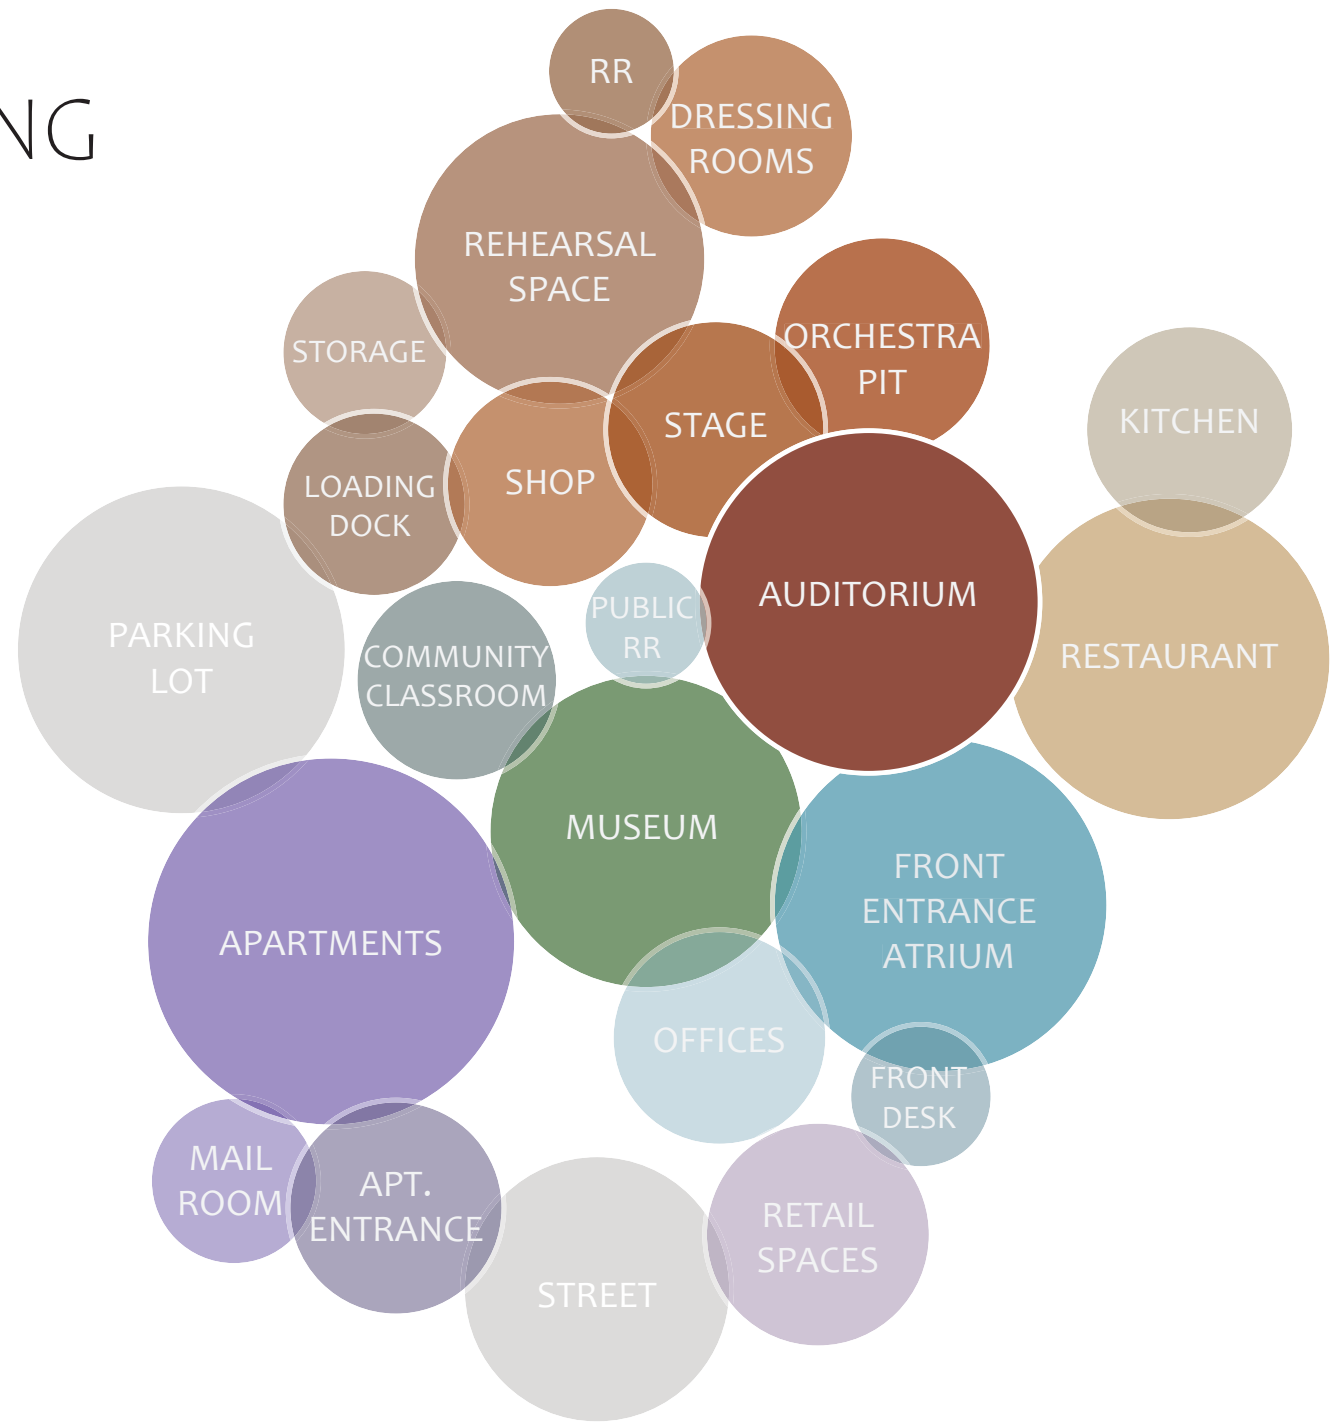 NG
RR
DRESSING
ROOMS
REHEARSAL
SPACE
STORAGE
ORCHESTRA
PIT
STAGE
KITCHEN
SHOP
LOADING
DOCK
AUDITORIUM
PUBLIC
RR
PARKING
LOT
COMMUNITY
CLASSROOM
RESTAURANT
MUSEUM
FRONT
ENTRANCE
ATRIUM
APARTMENTS
OFFICES
FRONT
DESK
MAIL
ROOM
APT.
ENTRANCE
RETAIL
SPACES
STREET